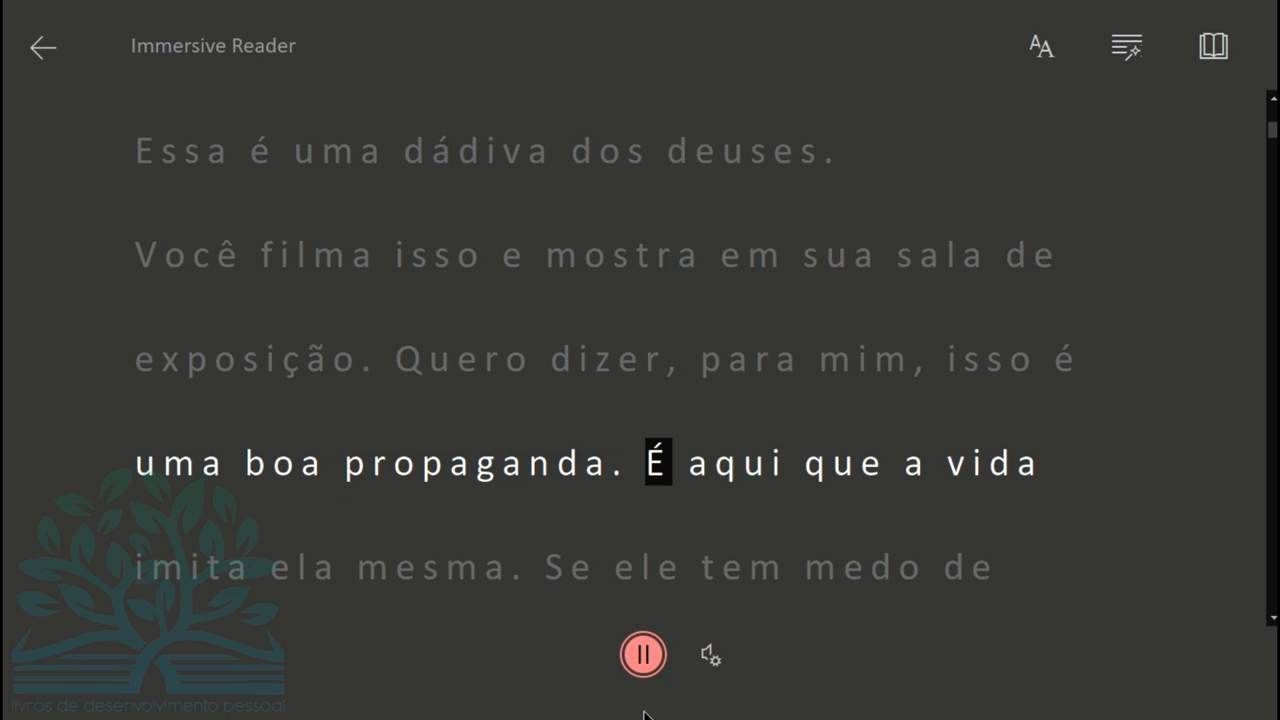 Immersive Reader
Essa é uma dádiva dos deuses.
Você filma isso e mostra em sua sala de
exposição. Quero dizer, para mim, isso é
uma boa propaganda. É aqui que a vida
imita ela mesma. Se ele tem medo de
livros de desenvolvimento pessoal